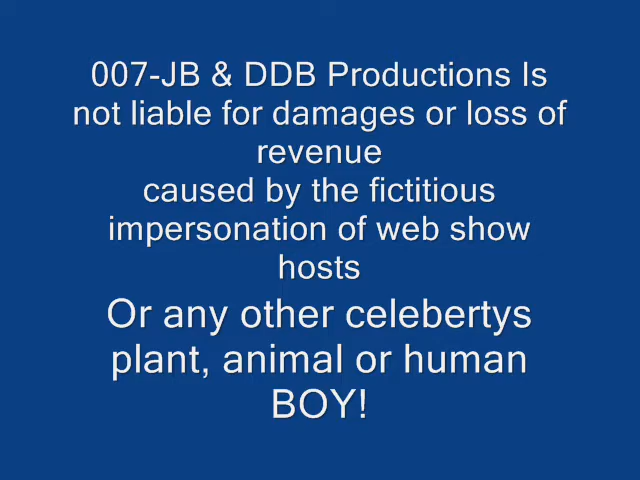 007-JB & DDB Productions Is
not liable for damages or loss of
revenue
caused by the fictitious
impersonation of web show
hosts
Or any other celebertys
plant, animal or human
BOY!